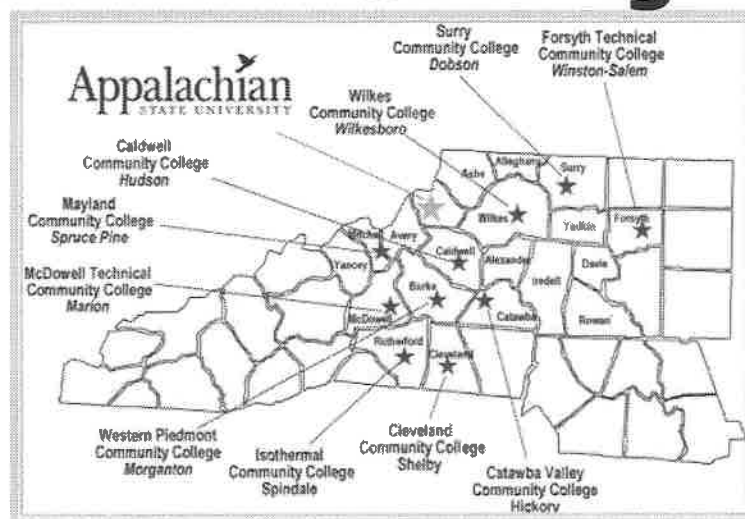 Appalachian
STATE UNIVERSITY
Surry
Community College
Dobson
Forsyth Technical
Community College
Winston-Salem
Wilkes
Community College
Wilkesboro
Caldwell
Community College
Hudson
Mayland
Community College
Spruce Pine
McDowell Technical
Community College
Marion
Ashe
Alleghany
Surry
Wilkes
Yadkin
Forsyth
Mitchell
Avery
Yancey
Caldwell
Alexander
Iredell
Davie
Burke
McDowell
Catawba
Rowan
Rutherford
Cleveland
Western Piedmont
Community College
Morganton
Isothermal
Community College
Spindale
Cleveland
Community College
Shelby
Catawba Valley
Community College
Hickory